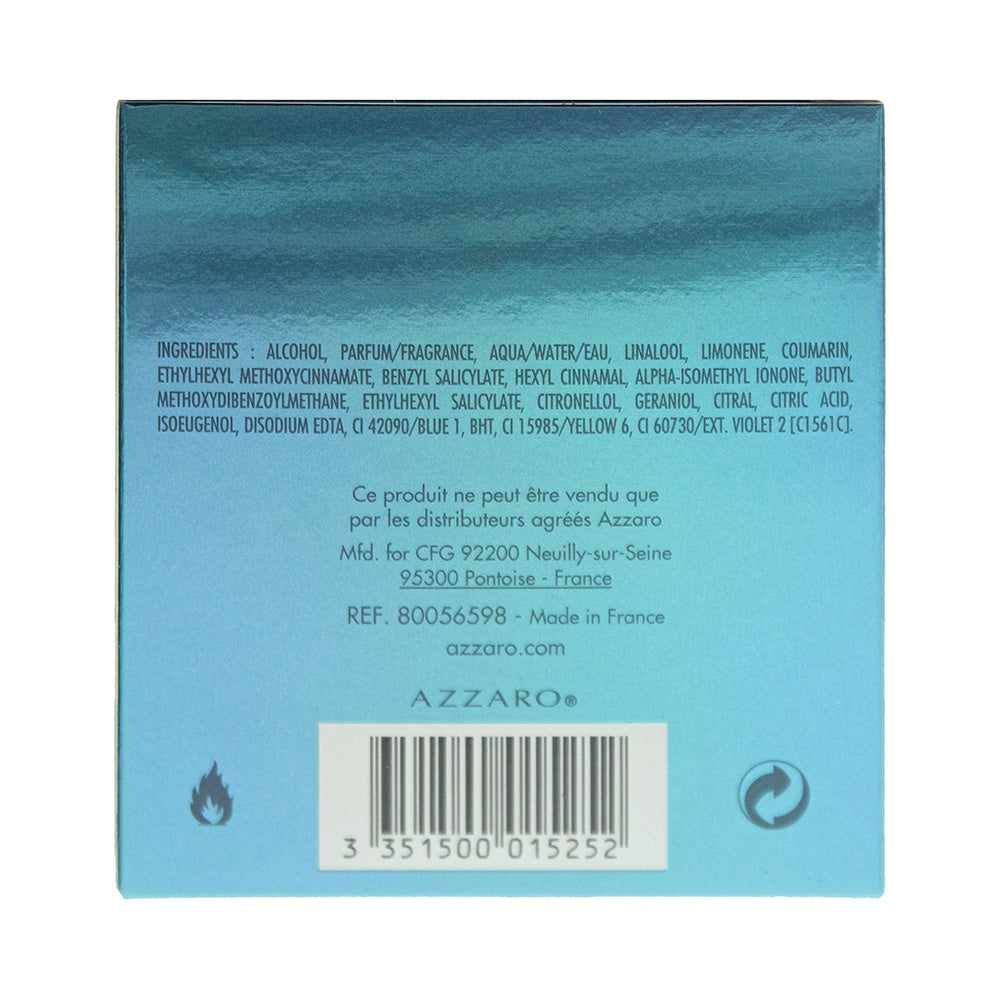 INGREDIENTS : ALCOHOL, PARFUM/FRAGRANCE, AQUA/WATER/EAU, LINALOOL, LIMONENE, COUMARIN,
ETHYLHEXYL METHOXYCINNAMATE, BENZYL SALICYLATE, HEXYL CINNAMAL, ALPHA-ISOMETHYL IONONE, BUTYL
METHOXYDIBENZOYLMETHANE, ETHYLHEXYL SALICYLATE, CITRONELLOL, GERANIOL, CITRAL, CITRIC ACID,
ISOEUGENOL, DISODIUM EDTA, CI 42090/BLUE 1, BHT, CI 15985/YELLOW 6, CI 60730/EXT. VIOLET 2 [C1561C].
Ce produit ne peut être vendu que
par les distributeurs agréés Azzaro
Mfd. for CFG 92200 Neuilly-sur-Seine
95300 Pontoise - France
REF. 80056598 - Made in France
azzaro.com
AZZARO®
3 351500 015252